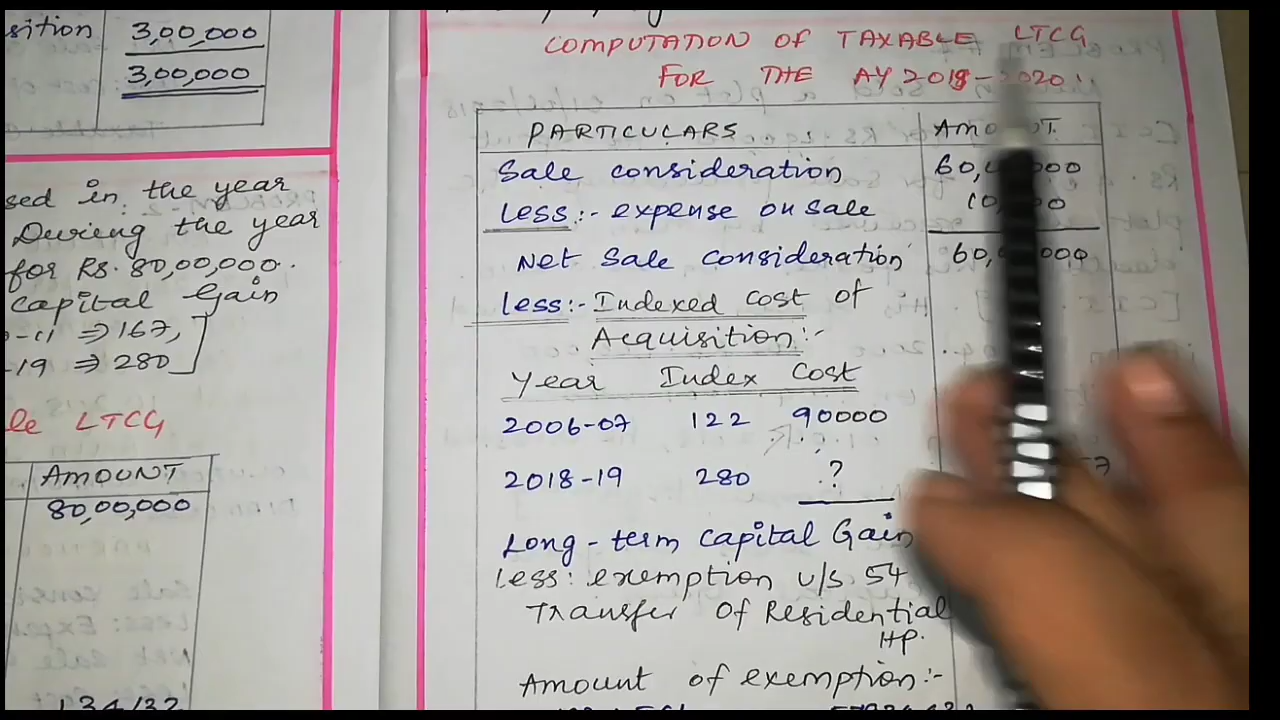 sition 3,00,000
3,00,000
sed in the year
During the year
for Rs. 80,00,000.
capital Gain
-11 ⇒ 167,
-19 ⇒ 280
le LTCG
AMOUNT
80,00,000
COMPUTATION OF TAXABLE LTCG
FOR THE AY 2019-2020:
PARTICULARS
Sale consideration
Less:- expense on sale
Net Sale consideration
Less:- Indexed cost of
Acquisition:-
Year Index Cost
2006-07 122 90000
2018-19 280 ?
Long-term capital Gain
Less: exemption u/s 54
Transfer Of Residential
HP.
Amount of exemption:-